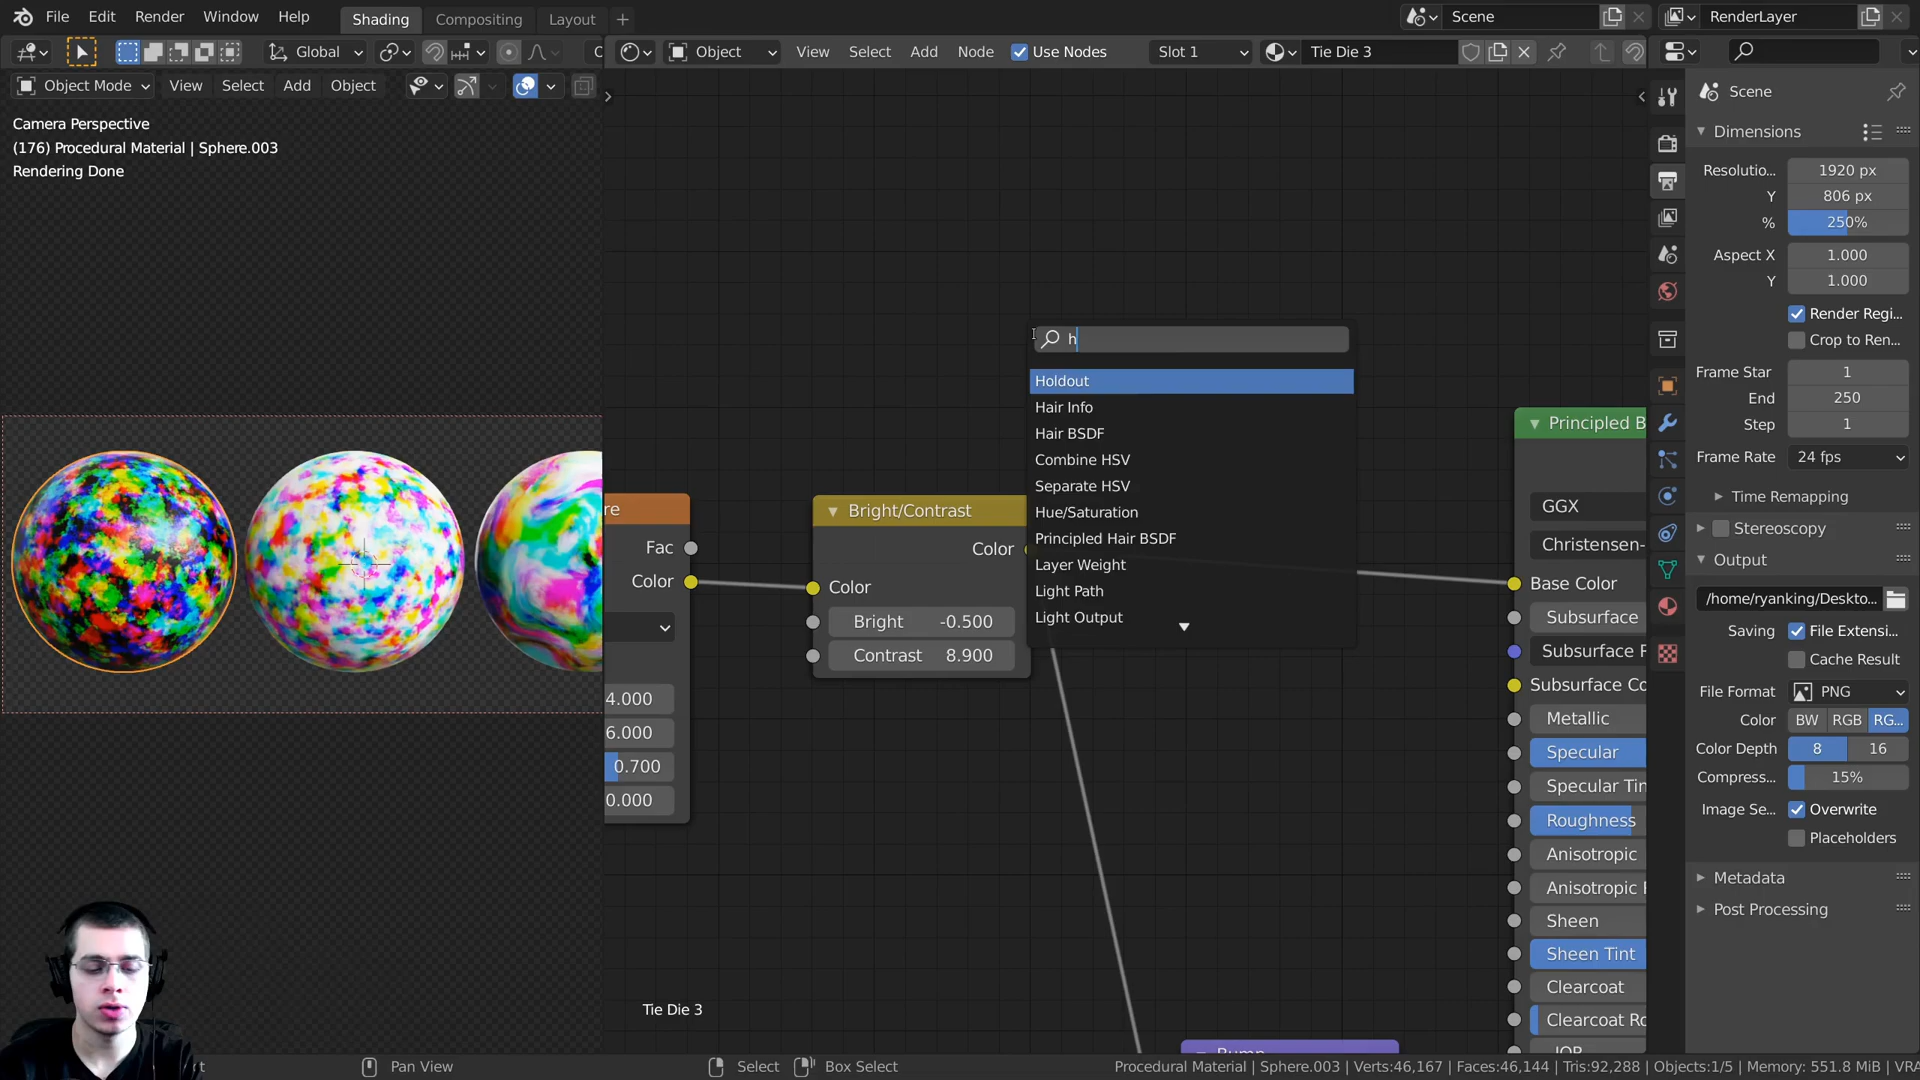 File Edit Render Window Help Shading Compositing Layout + Scene RenderLayer
Global Object View Select Add Node Use Nodes Slot 1 Tie Die 3
Object Mode View Select Add Object
Camera Perspective
(176) Procedural Material | Sphere.003
Rendering Done
h
Holdout
Hair Info
Hair BSDF
Combine HSV
Separate HSV
Hue/Saturation
Principled Hair BSDF
Layer Weight
Light Path
Light Output
re
Fac
Color
4.000
6.000
0.700
0.000
Bright/Contrast
Color
Color
Bright -0.500
Contrast 8.900
Principled B
GGX
Christensen-
Base Color
Subsurface
Subsurface F
Subsurface Co
Metallic
Specular
Specular Tin
Roughness
Anisotropic
Anisotropic F
Sheen
Sheen Tint
Clearcoat
Clearcoat Ro
IOR
Bump
Tie Die 3
Scene
Dimensions
Resolutio... 1920 px
Y 806 px
% 250%
Aspect X 1.000
Y 1.000
Render Regi...
Crop to Ren...
Frame Star 1
End 250
Step 1
Frame Rate 24 fps
Time Remapping
Stereoscopy
Output
/home/ryanking/Deskto...
Saving File Extensi...
Cache Result
File Format PNG
Color BW RGB RG...
Color Depth 8 16
Compress... 15%
Image Se... Overwrite
Placeholders
Metadata
Post Processing
Pan View Select Box Select Procedural Material | Sphere.003 | Verts:46,167 | Faces:46,144 | Tris:92,288 | Objects:1/5 | Memory: 551.8 MiB | VRA